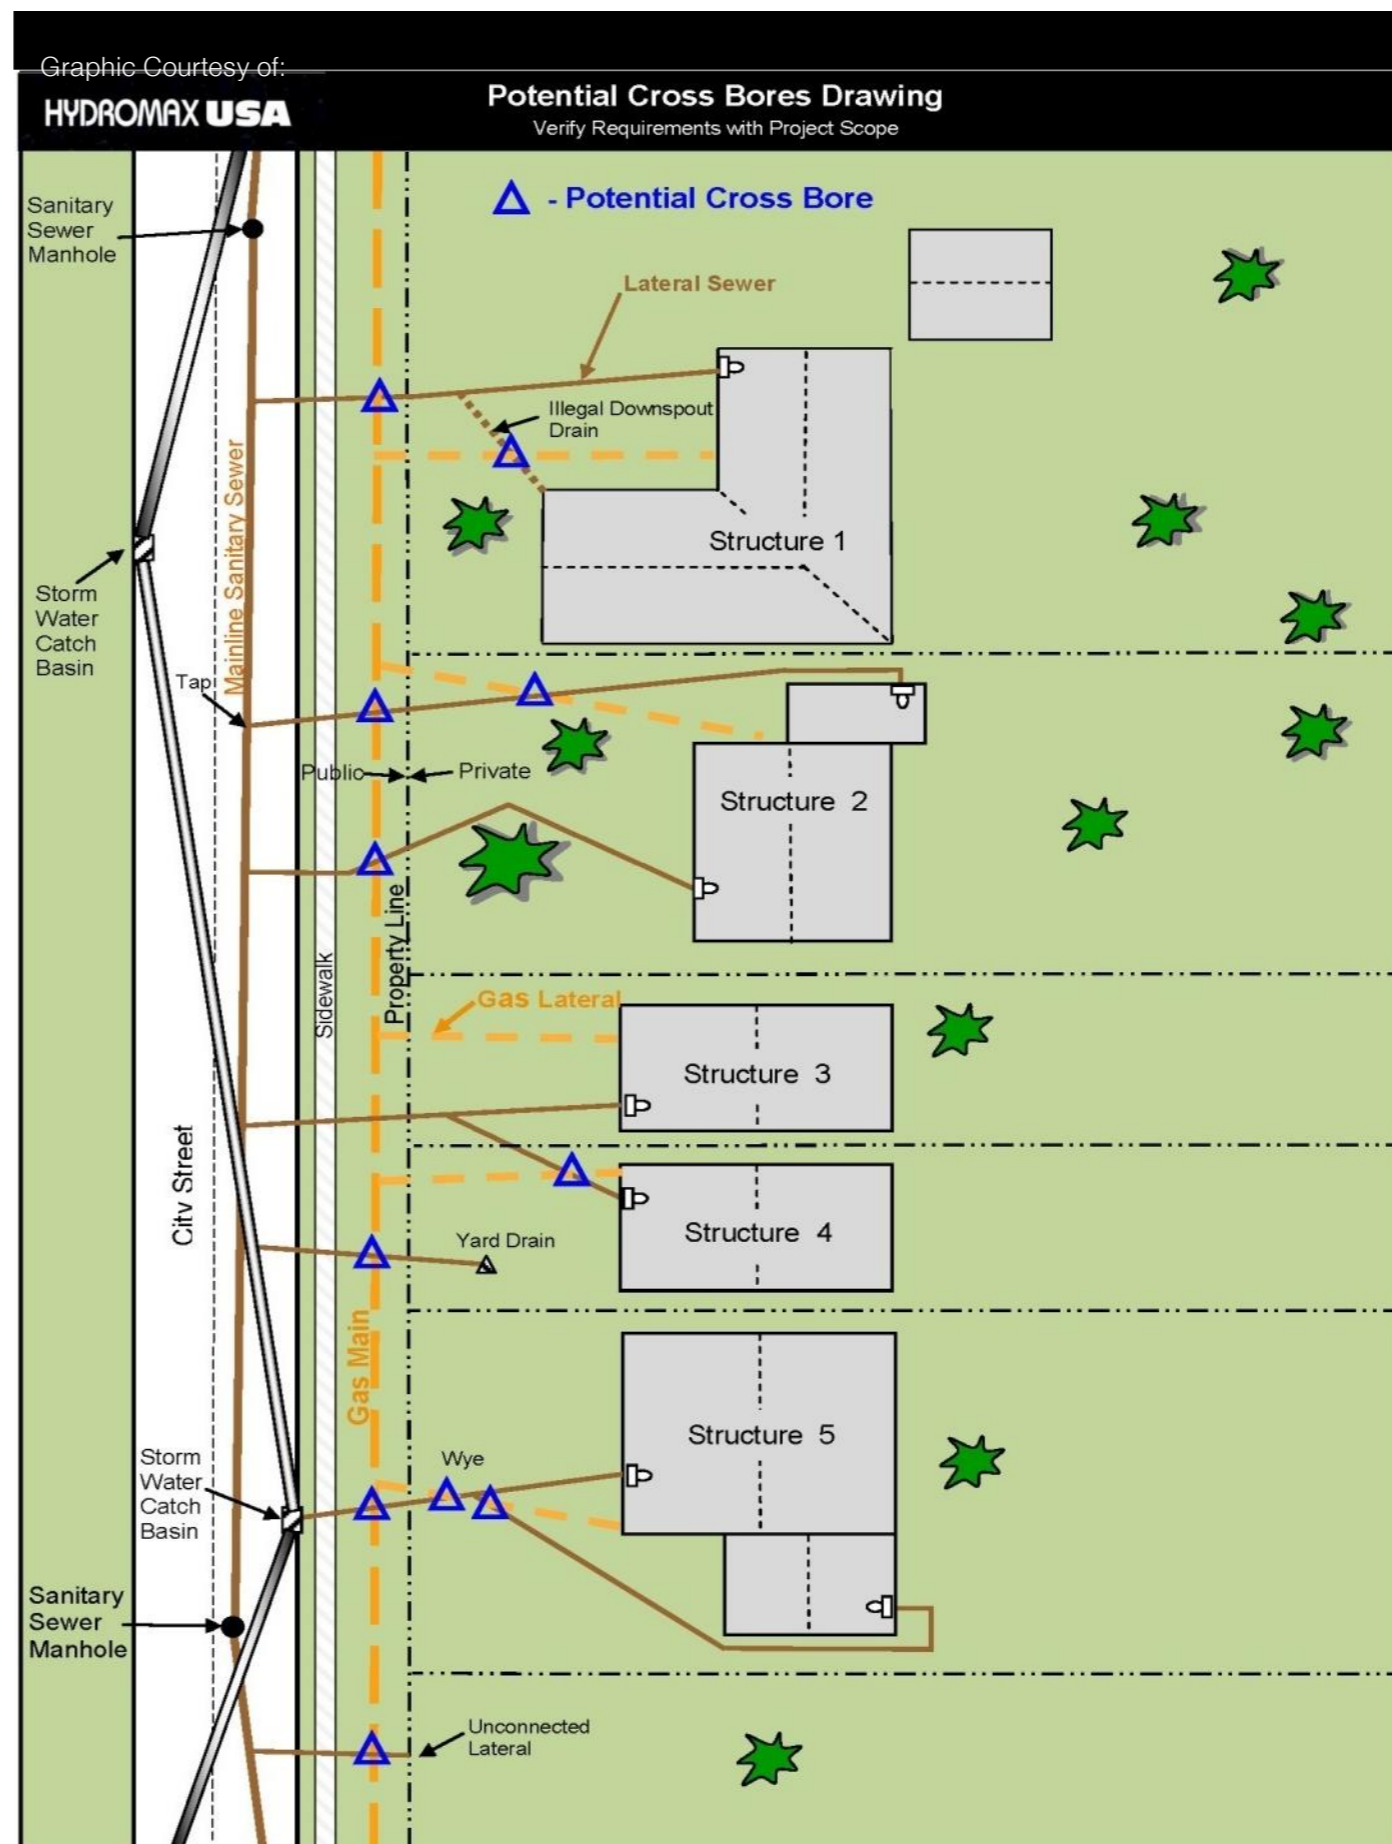 Graphic Courtesy of:
HYDROMAX USA
Potential Cross Bores Drawing
Verify Requirements with Project Scope
- Potential Cross Bore
Sanitary
Sewer
Manhole
Lateral Sewer
Illegal Downspout
Drain
Mainline Sanitary Sewer
Structure 1
Storm
Water
Catch
Basin
Tap
Public
Private
Structure 2
Property Line
Sidewalk
Gas Lateral
Structure 3
City Street
Structure 4
Yard Drain
Gas Main
Structure 5
Wye
Storm
Water
Catch
Basin
Sanitary
Sewer
Manhole
Unconnected
Lateral